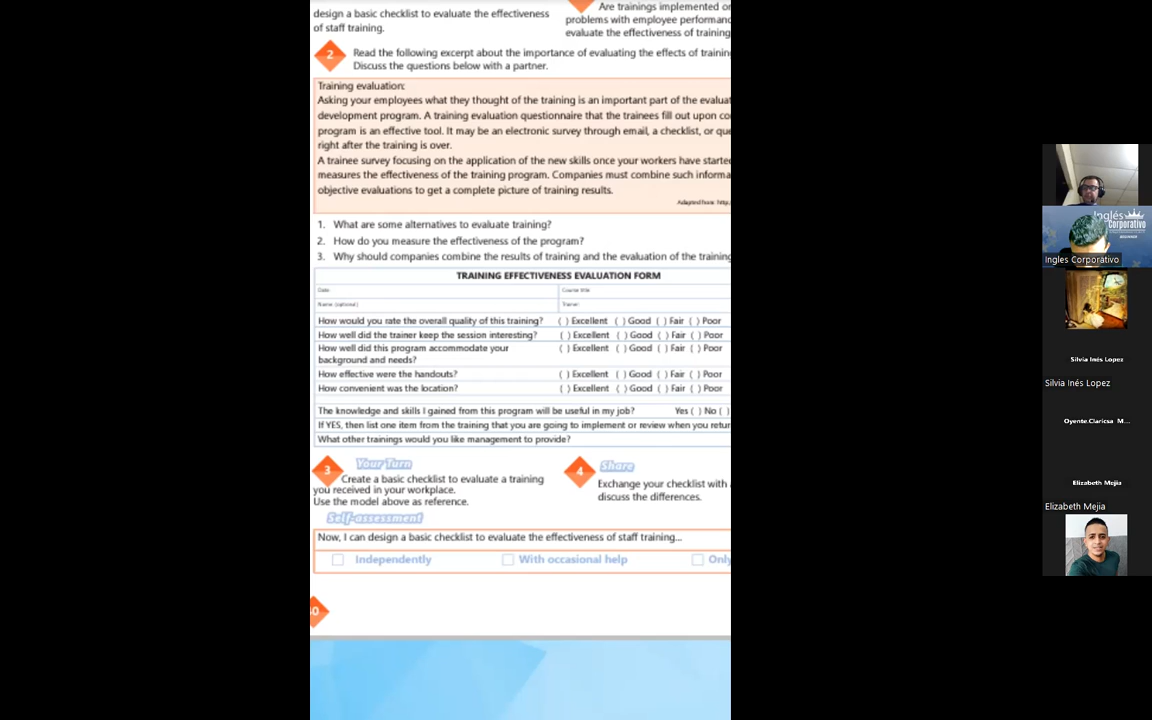 design a basic checklist to evaluate the effectiveness
of staff training.
Are trainings implemented or
problems with employee performanc
evaluate the effectiveness of training
2
Read the following excerpt about the importance of evaluating the effects of trainin
Discuss the questions below with a partner.
Training evaluation:
Asking your employees what they thought of the training is an important part of the evaluat
development program. A training evaluation questionnaire that the trainees fill out upon co
program is an effective tool. It may be an electronic survey through email, a checklist, or que
right after the training is over.
A trainee survey focusing on the application of the new skills once your workers have starte
measures the effectiveness of the training program. Companies must combine such informa
objective evaluations to get a complete picture of training results.
Adapted from: http:
1. What are some alternatives to evaluate training?
2. How do you measure the effectiveness of the program?
3. Why should companies combine the results of training and the evaluation of the training
TRAINING EFFECTIVENESS EVALUATION FORM
Date: Course title:
Name: (optional) Trainer:
How would you rate the overall quality of this training? ( ) Excellent ( ) Good ( ) Fair ( ) Poor
How well did the trainer keep the session interesting? ( ) Excellent ( ) Good ( ) Fair ( ) Poor
How well did this program accommodate your ( ) Excellent ( ) Good ( ) Fair ( ) Poor
background and needs?
How effective were the handouts? ( ) Excellent ( ) Good ( ) Fair ( ) Poor
How convenient was the location? ( ) Excellent ( ) Good ( ) Fair ( ) Poor
The knowledge and skills I gained from this program will be useful in my job? Yes ( ) No ( )
If YES, then list one item from the training that you are going to implement or review when you retur
What other trainings would you like management to provide?
3 Your Turn
Create a basic checklist to evaluate a training
you received in your workplace.
Use the model above as reference.
4 Share
Exchange your checklist with
discuss the differences.
Self-assessment
Now, I can design a basic checklist to evaluate the effectiveness of staff training...
Independently With occasional help Only
0
Inglés
Corporativo
Ingles Corporativo
Silvia Inés Lopez
Silvia Inés Lopez
Oyente.Claricsa M...
Elizabeth Mejia
Elizabeth Mejia